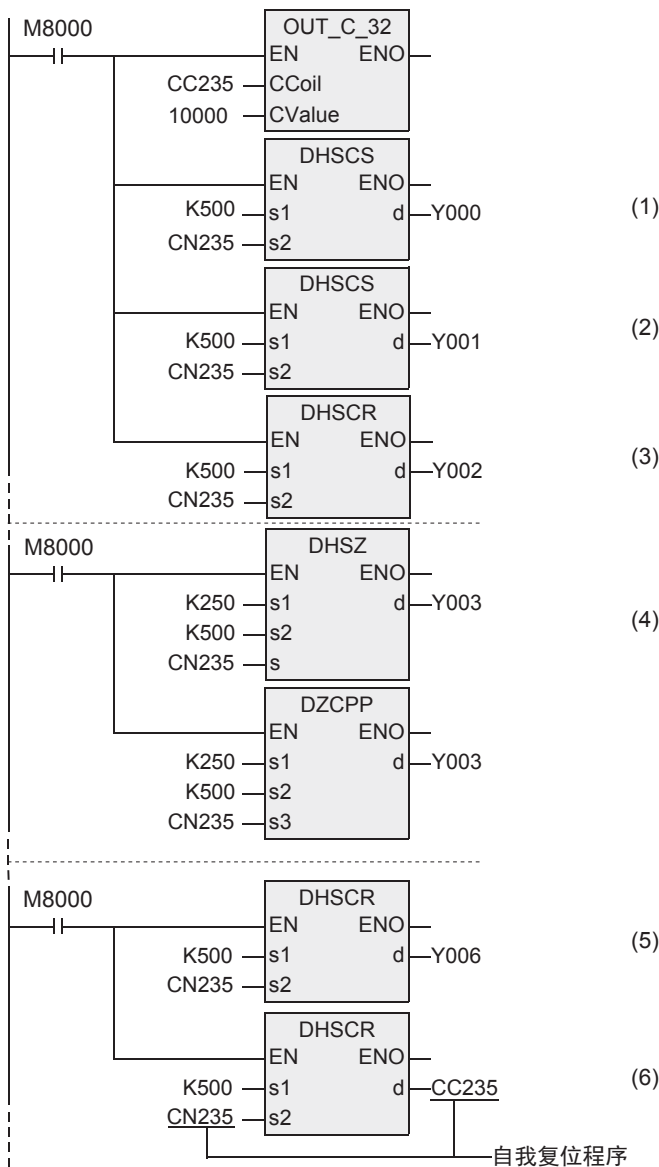 M8000
OUT_C_32
EN ENO
CC235 CCoil
10000 CValue
DHSCS
EN ENO
K500 s1 d Y000 (1)
CN235 s2
DHSCS
EN ENO
K500 s1 d Y001 (2)
CN235 s2
DHSCR
EN ENO
K500 s1 d Y002 (3)
CN235 s2
M8000
DHSZ
EN ENO
K250 s1 d Y003 (4)
K500 s2
CN235 s
DZCPP
EN ENO
K250 s1 d Y003
K500 s2
CN235 s3
M8000
DHSCR
EN ENO
K500 s1 d Y006 (5)
CN235 s2
DHSCR
EN ENO
K500 s1 d CC235 (6)
CN235 s2
自我复位程序